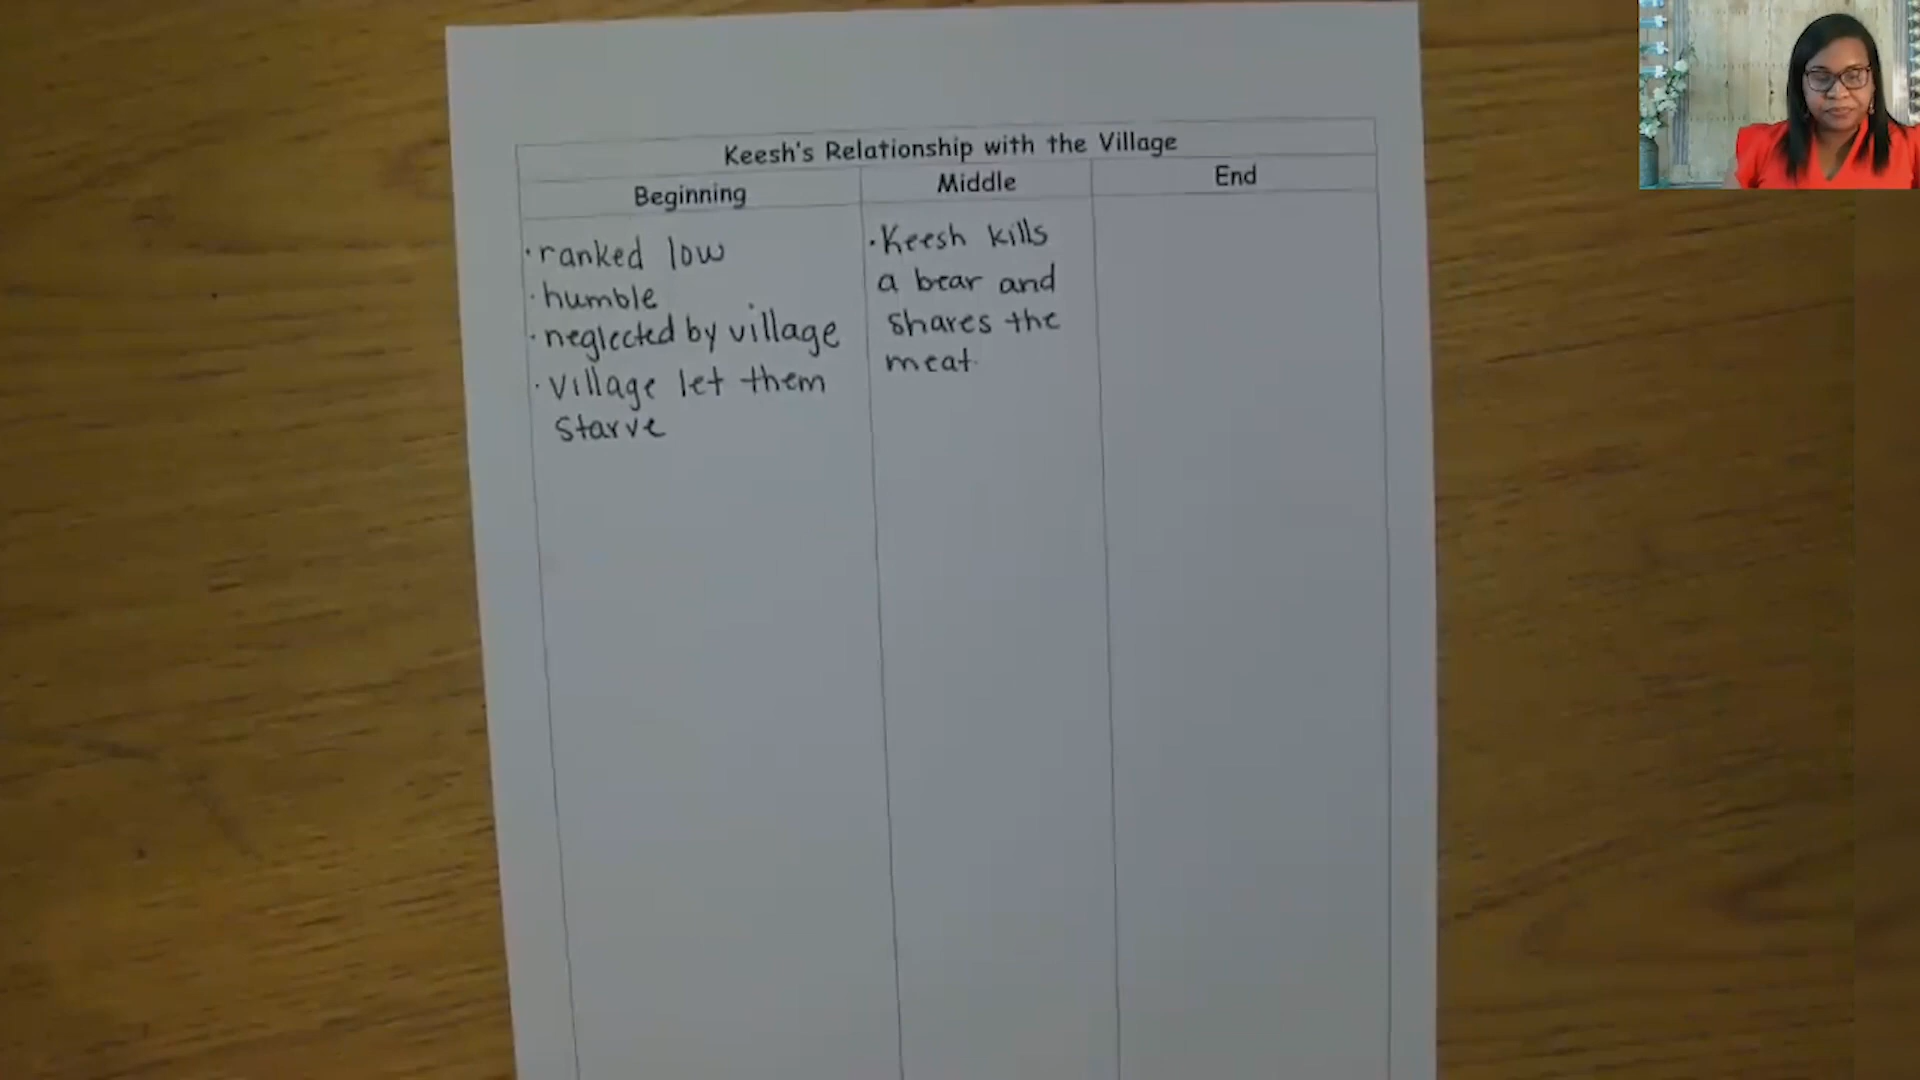 Keesh's Relationship with the Village
Beginning Middle End
·ranked low
·humble
·neglected by village
·village let them
starve
·Keesh kills
a bear and
shares the
meat.